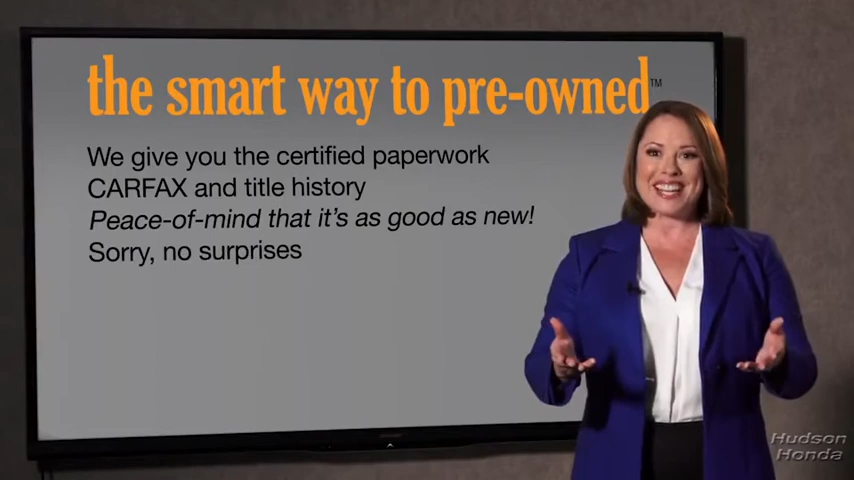 the smart way to pre-owned™
We give you the certified paperwork
CARFAX and title history
Peace-of-mind that it's as good as new!
Sorry, no surprises
Hudson
Honda